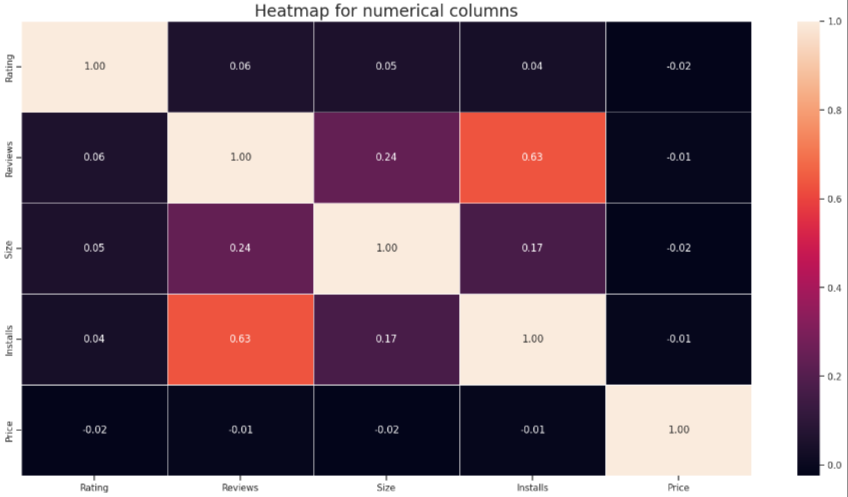 Heatmap for numerical columns
Rating 1.00 0.06 0.05 0.04 -0.02
Reviews 0.06 1.00 0.24 0.63 -0.01
Size 0.05 0.24 1.00 0.17 -0.02
Installs 0.04 0.63 0.17 1.00 -0.01
Price -0.02 -0.01 -0.02 -0.01 1.00
Rating Reviews Size Installs Price
1.0
0.8
0.6
0.4
0.2
0.0